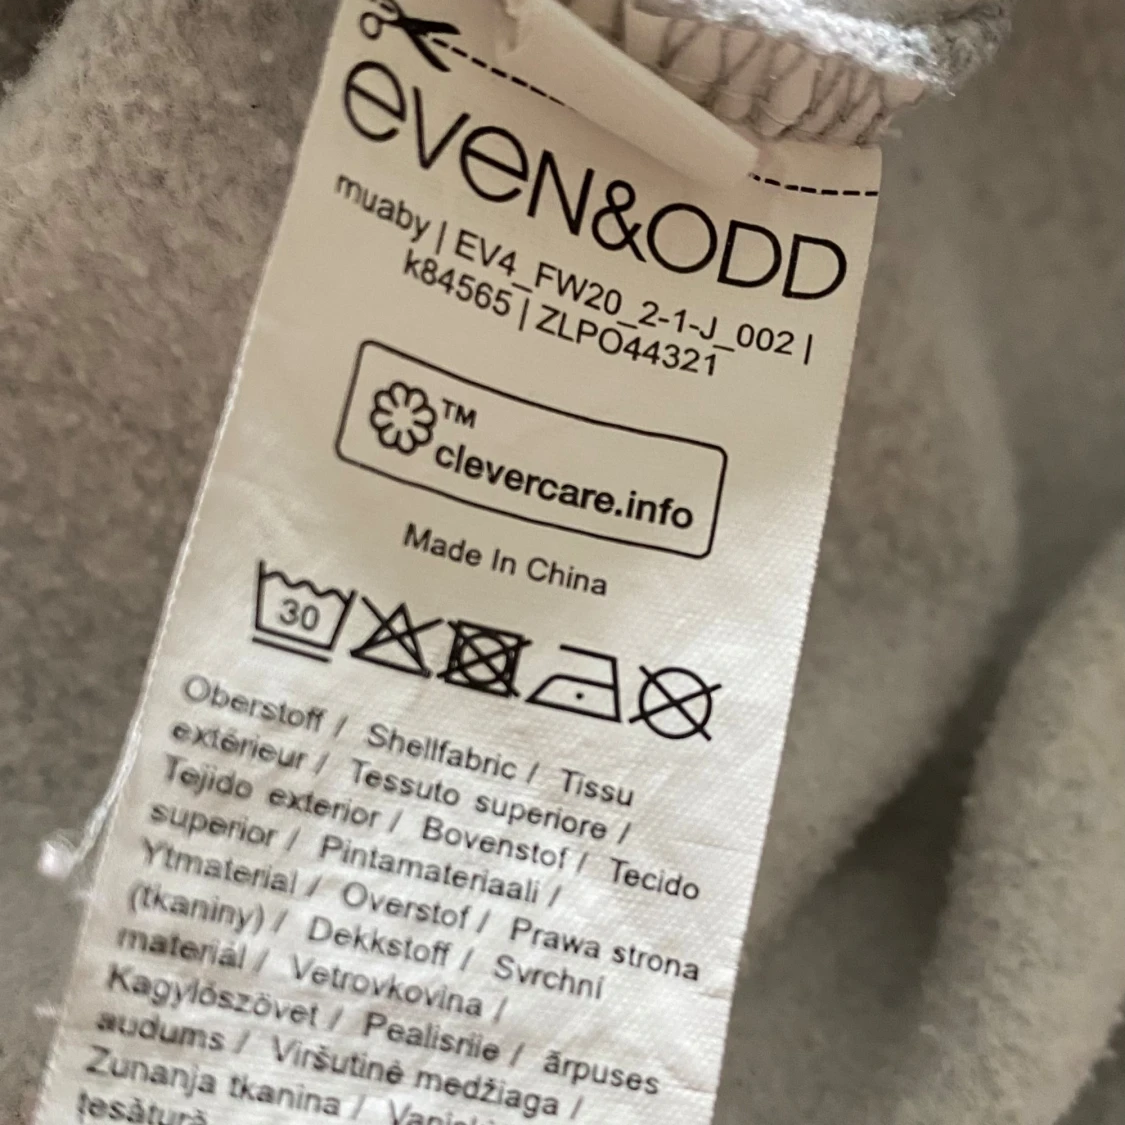 even&ODD
muaby | EV4_FW20_2-1-J_002 |
k84565 | ZLPO44321
TM
clevercare.info
Made In China
30
Oberstoff / Shellfabric / Tissu
extérieur / Tessuto superiore /
Tejido exterior / Bovenstof / Tecido
superior / Pintamateriaali /
Ytmaterial / Overstof / Prawa strona
(tkaniny) / Dekkstoff / Svrchní
materiál / Vetrovkovina /
Kagylószövet / Pealisriie / ārpuses
audums / Viršutinė medžiaga /
Zunanja tkanina /